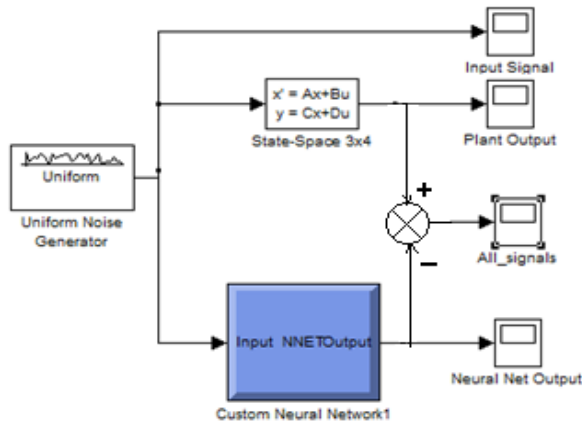 Input Signal
x' = Ax+Bu
y = Cx+Du
State-Space 3x4
Plant Output
Uniform
Uniform Noise
Generator
+
All_signals
−
Input NNETOutput
Neural Net Output
Custom Neural Network1